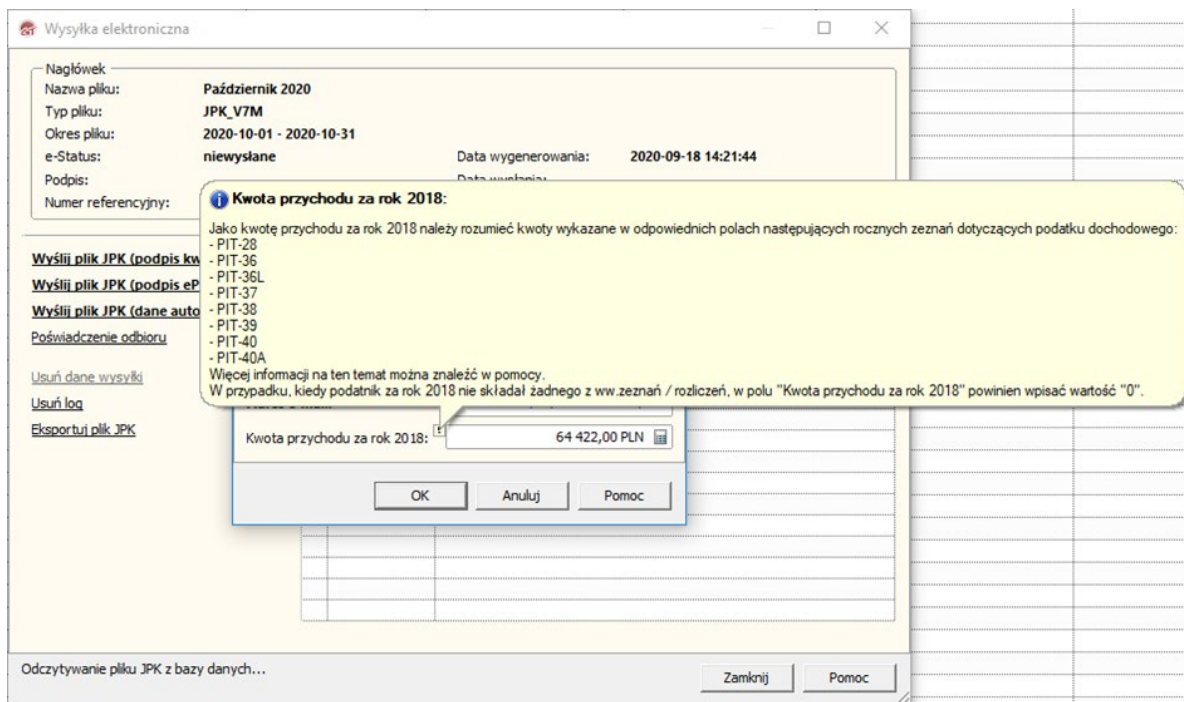 Wysyłka elektroniczna
Nagłówek
Nazwa pliku: Październik 2020
Typ pliku: JPK_V7M
Okres pliku: 2020-10-01 - 2020-10-31
e-Status: niewysłane Data wygenerowania: 2020-09-18 14:21:44
Podpis: Data wysłania:
Numer referencyjny:
Kwota przychodu za rok 2018:
Jako kwotę przychodu za rok 2018 należy rozumieć kwoty wykazane w odpowiednich polach następujących rocznych zeznań dotyczących podatku dochodowego:
- PIT-28
- PIT-36
- PIT-36L
- PIT-37
- PIT-38
- PIT-39
- PIT-40
- PIT-40A
Więcej informacji na ten temat można znaleźć w pomocy.
W przypadku, kiedy podatnik za rok 2018 nie składał żadnego z ww.zeznań / rozliczeń, w polu "Kwota przychodu za rok 2018" powinien wpisać wartość "0".
Wyślij plik JPK (podpis kw
Wyślij plik JPK (podpis eP
Wyślij plik JPK (dane auto
Poświadczenie odbioru
Usuń dane wysyłki
Usuń log
Eksportuj plik JPK
Kwota przychodu za rok 2018: 64 422,00 PLN
OK Anuluj Pomoc
Odczytywanie pliku JPK z bazy danych...
Zamknij Pomoc